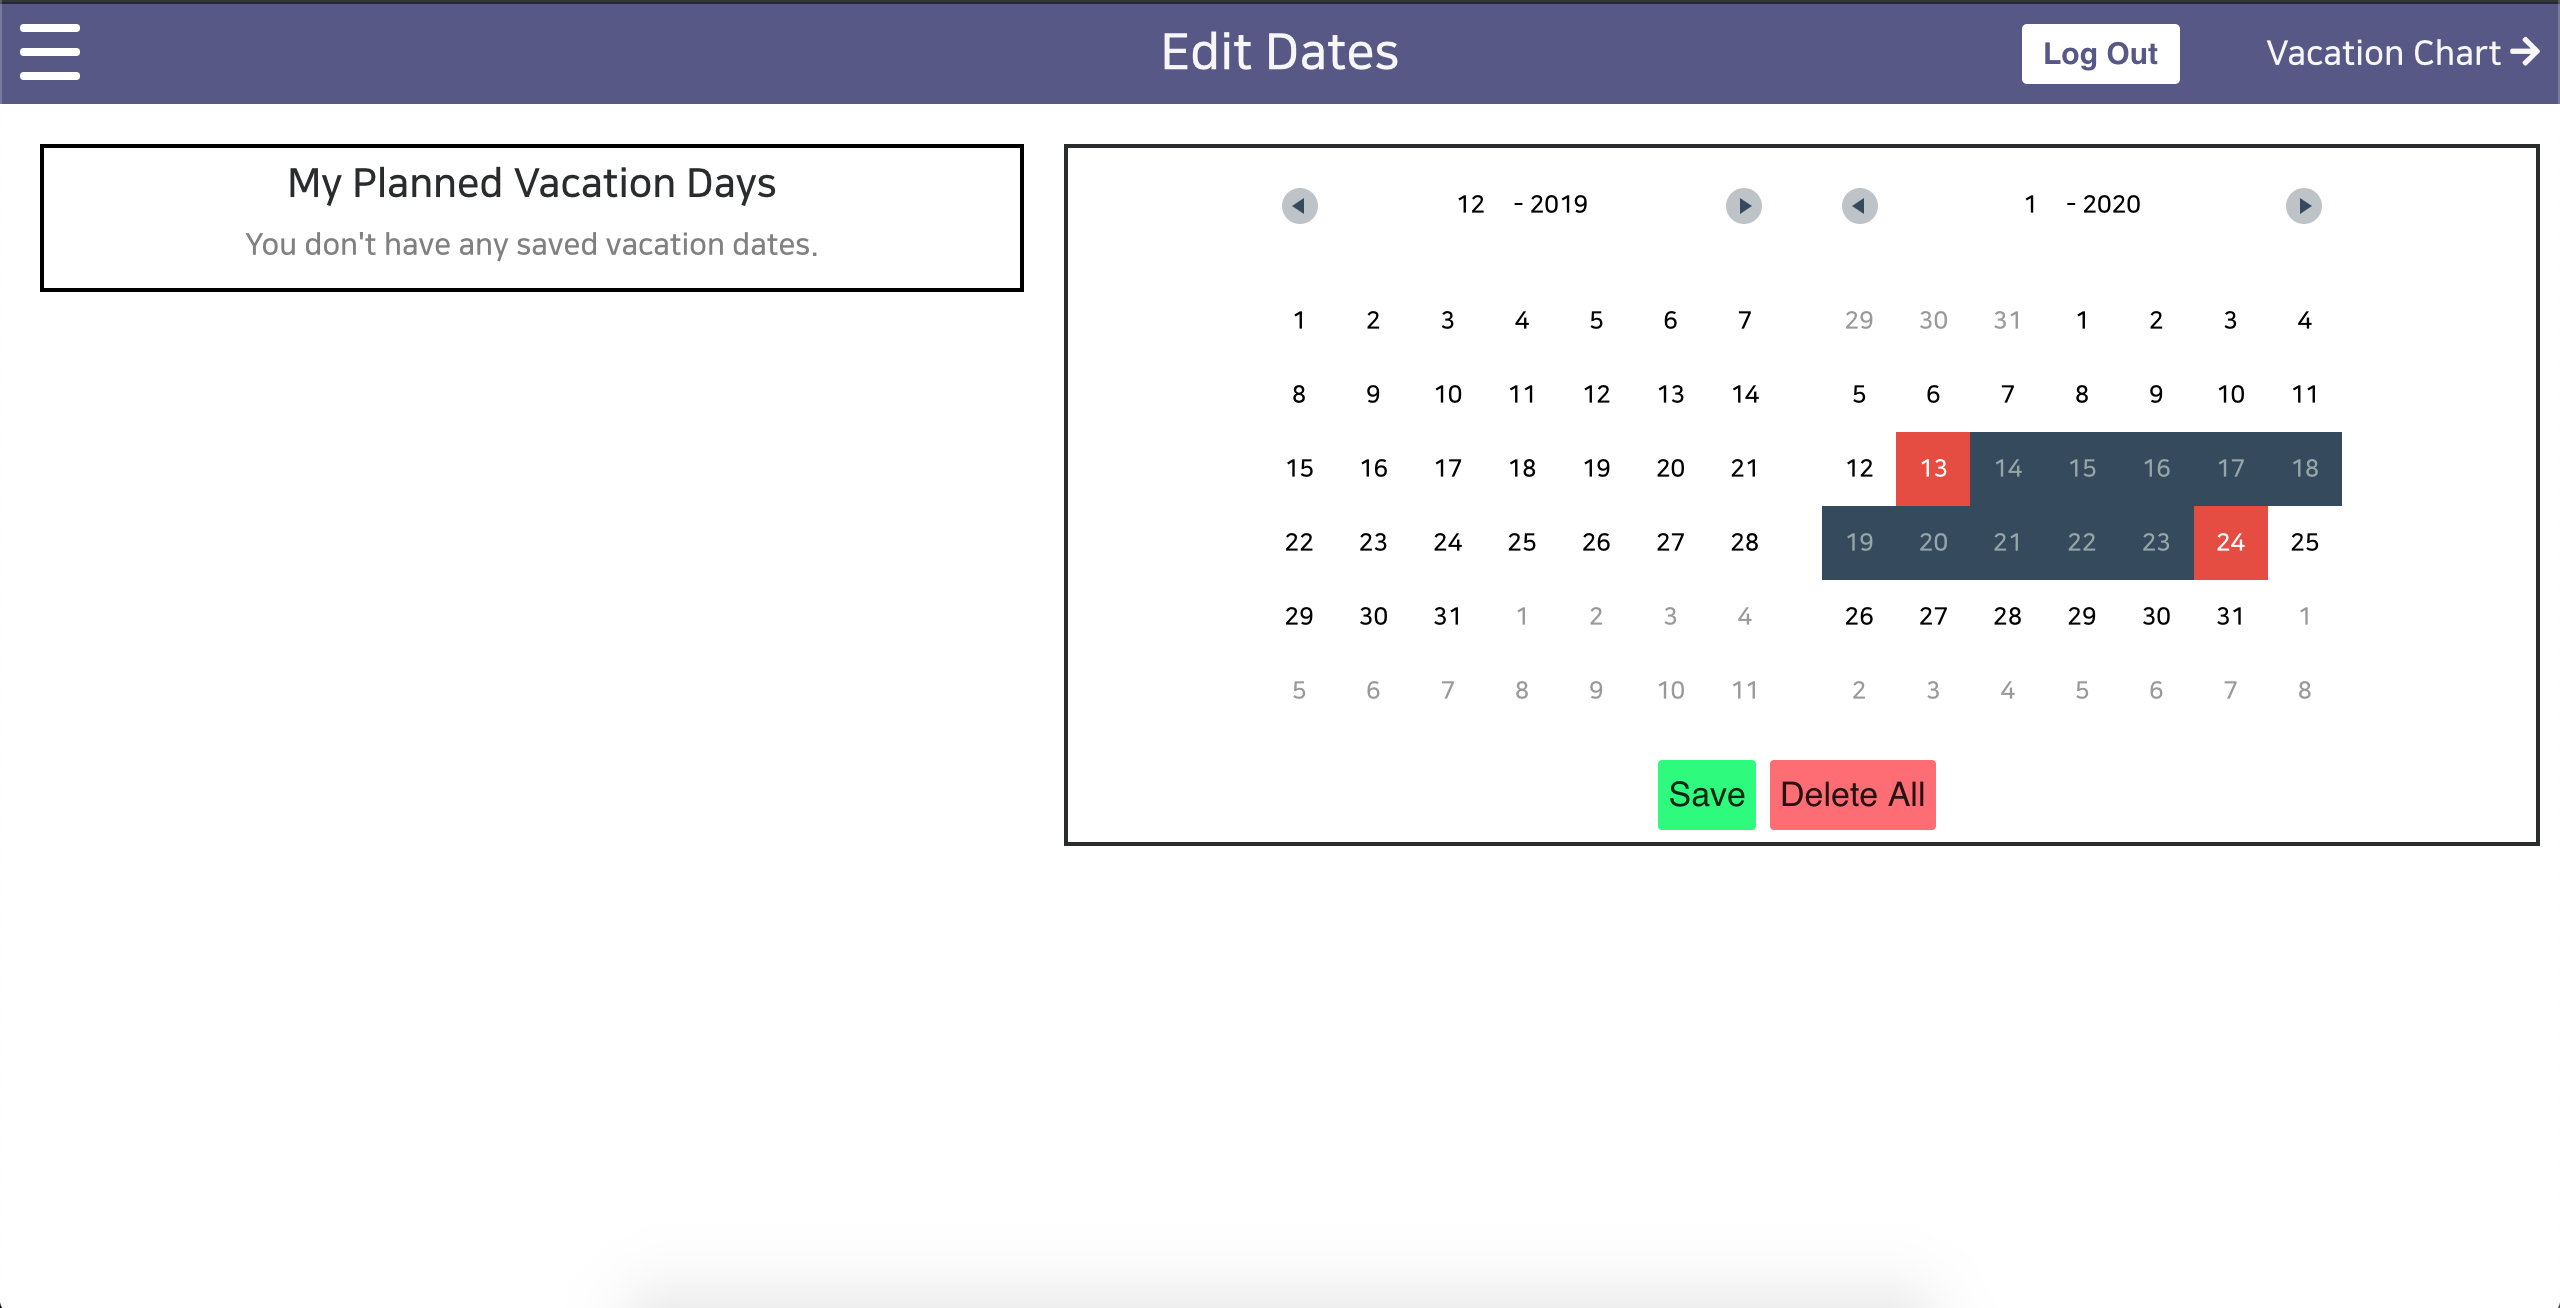 Edit Dates
Log Out
Vacation Chart
My Planned Vacation Days
You don't have any saved vacation dates.
12 - 2019
1 2 3 4 5 6 7
8 9 10 11 12 13 14
15 16 17 18 19 20 21
22 23 24 25 26 27 28
29 30 31 1 2 3 4
5 6 7 8 9 10 11
1 - 2020
29 30 31 1 2 3 4
5 6 7 8 9 10 11
12 13 14 15 16 17 18
19 20 21 22 23 24 25
26 27 28 29 30 31 1
2 3 4 5 6 7 8
Save
Delete All